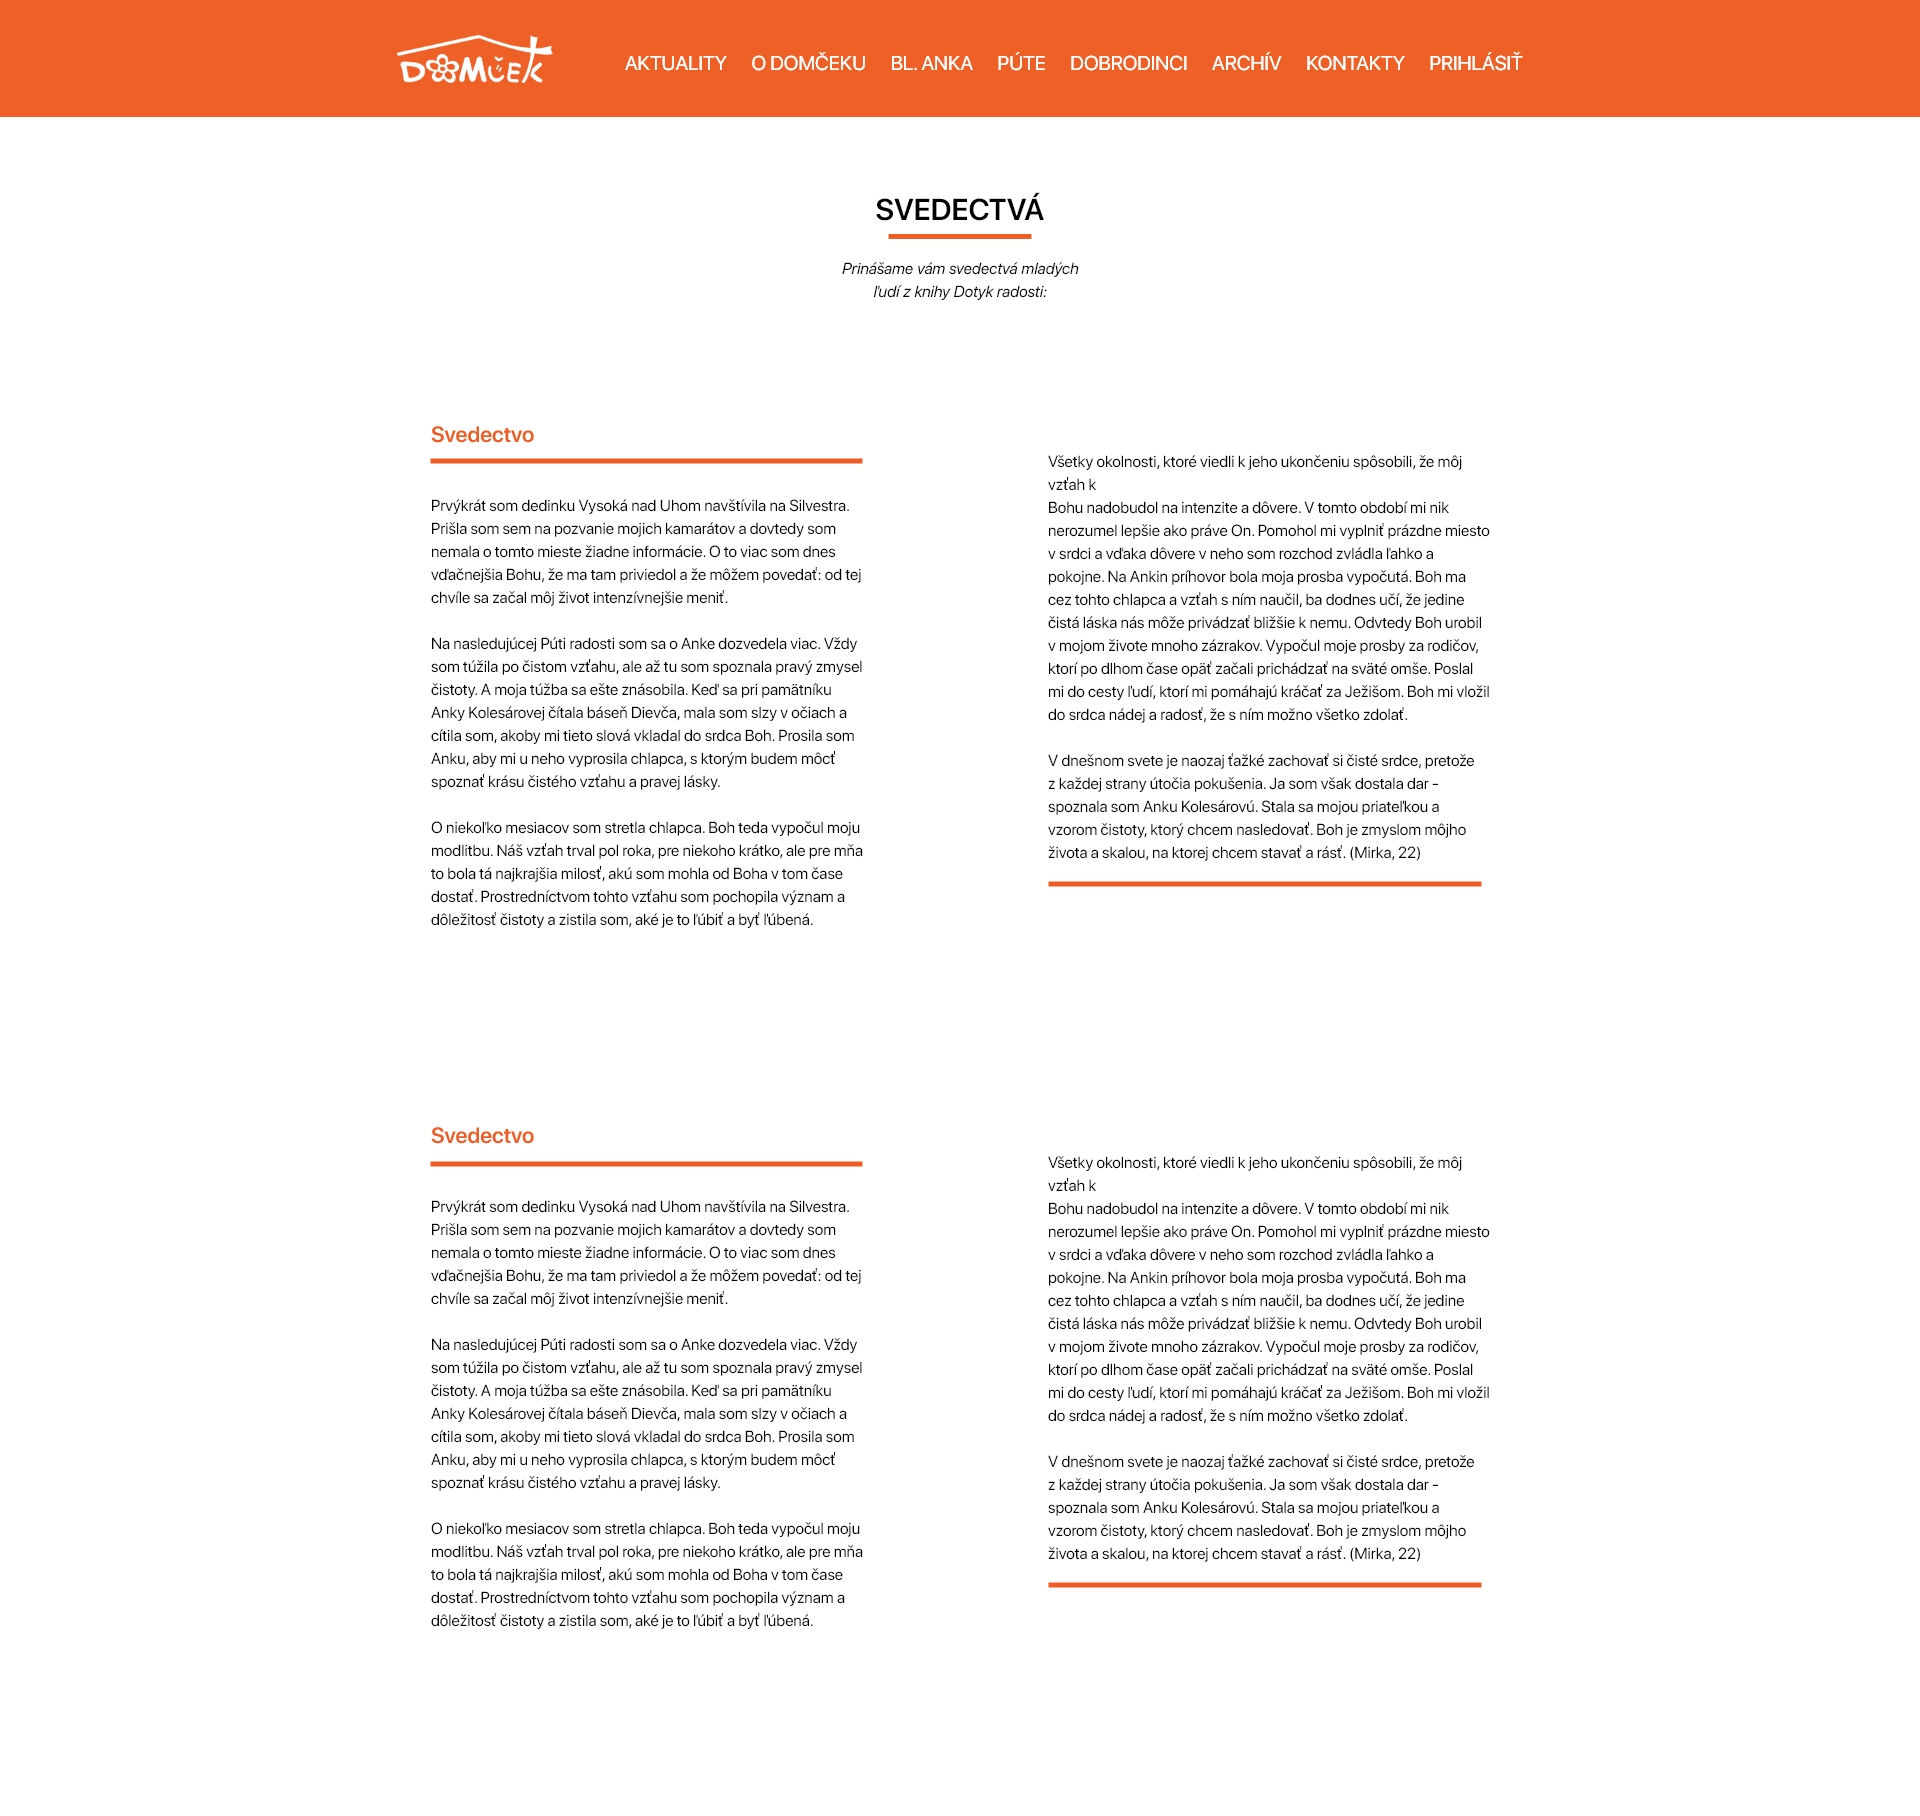 DOMČEK
AKTUALITY O DOMČEKU BL. ANKA PÚTE DOBRODINCI ARCHÍV KONTAKTY PRIHLÁSIŤ
SVEDECTVÁ
Prinášame vám svedectvá mladých
ľudí z knihy Dotyk radosti:
Svedectvo
Prvýkrát som dedinku Vysoká nad Uhom navštívila na Silvestra.
Prišla som sem na pozvanie mojich kamarátov a dovtedy som
nemala o tomto mieste žiadne informácie. O to viac som dnes
vďačnejšia Bohu, že ma tam priviedol a že môžem povedať: od tej
chvíle sa začal môj život intenzívnejšie meniť.
Na nasledujúcej Púti radosti som sa o Anke dozvedela viac. Vždy
som túžila po čistom vzťahu, ale až tu som spoznala pravý zmysel
čistoty. A moja túžba sa ešte znásobila. Keď sa pri pamätníku
Anky Kolesárovej čítala báseň Dievča, mala som slzy v očiach a
cítila som, akoby mi tieto slová vkladal do srdca Boh. Prosila som
Anku, aby mi u neho vyprosila chlapca, s ktorým budem môcť
spoznať krásu čistého vzťahu a pravej lásky.
O niekoľko mesiacov som stretla chlapca. Boh teda vypočul moju
modlitbu. Náš vzťah trval pol roka, pre niekoho krátko, ale pre mňa
to bola tá najkrajšia milosť, akú som mohla od Boha v tom čase
dostať. Prostredníctvom tohto vzťahu som pochopila význam a
dôležitosť čistoty a zistila som, aké je to ľúbiť a byť ľúbená.
Všetky okolnosti, ktoré viedli k jeho ukončeniu spôsobili, že môj
vzťah k
Bohu nadobudol na intenzite a dôvere. V tomto období mi nik
nerozumel lepšie ako práve On. Pomohol mi vyplniť prázdne miesto
v srdci a vďaka dôvere v neho som rozchod zvládla ľahko a
pokojne. Na Ankin príhovor bola moja prosba vypočutá. Boh ma
cez tohto chlapca a vzťah s ním naučil, ba dodnes učí, že jedine
čistá láska nás môže privádzať bližšie k nemu. Odvtedy Boh urobil
v mojom živote mnoho zázrakov. Vypočul moje prosby za rodičov,
ktorí po dlhom čase opäť začali prichádzať na sväté omše. Poslal
mi do cesty ľudí, ktorí mi pomáhajú kráčať za Ježišom. Boh mi vložil
do srdca nádej a radosť, že s ním možno všetko zdolať.
V dnešnom svete je naozaj ťažké zachovať si čisté srdce, pretože
z každej strany útočia pokušenia. Ja som však dostala dar -
spoznala som Anku Kolesárovú. Stala sa mojou priateľkou a
vzorom čistoty, ktorý chcem nasledovať. Boh je zmyslom môjho
života a skalou, na ktorej chcem stavať a rásť. (Mirka, 22)
Svedectvo
Prvýkrát som dedinku Vysoká nad Uhom navštívila na Silvestra.
Prišla som sem na pozvanie mojich kamarátov a dovtedy som
nemala o tomto mieste žiadne informácie. O to viac som dnes
vďačnejšia Bohu, že ma tam priviedol a že môžem povedať: od tej
chvíle sa začal môj život intenzívnejšie meniť.
Na nasledujúcej Púti radosti som sa o Anke dozvedela viac. Vždy
som túžila po čistom vzťahu, ale až tu som spoznala pravý zmysel
čistoty. A moja túžba sa ešte znásobila. Keď sa pri pamätníku
Anky Kolesárovej čítala báseň Dievča, mala som slzy v očiach a
cítila som, akoby mi tieto slová vkladal do srdca Boh. Prosila som
Anku, aby mi u neho vyprosila chlapca, s ktorým budem môcť
spoznať krásu čistého vzťahu a pravej lásky.
O niekoľko mesiacov som stretla chlapca. Boh teda vypočul moju
modlitbu. Náš vzťah trval pol roka, pre niekoho krátko, ale pre mňa
to bola tá najkrajšia milosť, akú som mohla od Boha v tom čase
dostať. Prostredníctvom tohto vzťahu som pochopila význam a
dôležitosť čistoty a zistila som, aké je to ľúbiť a byť ľúbená.
Všetky okolnosti, ktoré viedli k jeho ukončeniu spôsobili, že môj
vzťah k
Bohu nadobudol na intenzite a dôvere. V tomto období mi nik
nerozumel lepšie ako práve On. Pomohol mi vyplniť prázdne miesto
v srdci a vďaka dôvere v neho som rozchod zvládla ľahko a
pokojne. Na Ankin príhovor bola moja prosba vypočutá. Boh ma
cez tohto chlapca a vzťah s ním naučil, ba dodnes učí, že jedine
čistá láska nás môže privádzať bližšie k nemu. Odvtedy Boh urobil
v mojom živote mnoho zázrakov. Vypočul moje prosby za rodičov,
ktorí po dlhom čase opäť začali prichádzať na sväté omše. Poslal
mi do cesty ľudí, ktorí mi pomáhajú kráčať za Ježišom. Boh mi vložil
do srdca nádej a radosť, že s ním možno všetko zdolať.
V dnešnom svete je naozaj ťažké zachovať si čisté srdce, pretože
z každej strany útočia pokušenia. Ja som však dostala dar -
spoznala som Anku Kolesárovú. Stala sa mojou priateľkou a
vzorom čistoty, ktorý chcem nasledovať. Boh je zmyslom môjho
života a skalou, na ktorej chcem stavať a rásť. (Mirka, 22)